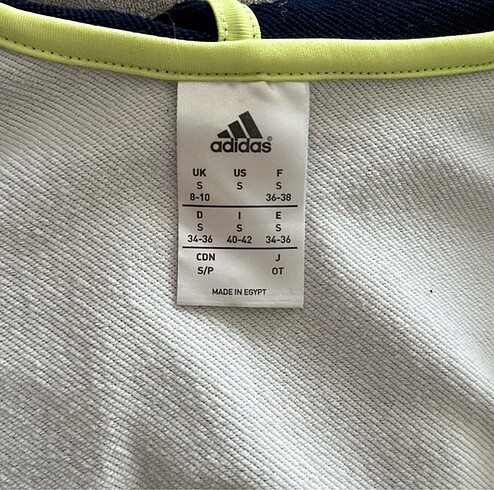 adidas®
UK US F
S S S
8-10 36-38
D I E
S S S
34-36 40-42 34-36
CDN J
S/P OT
MADE IN EGYPT